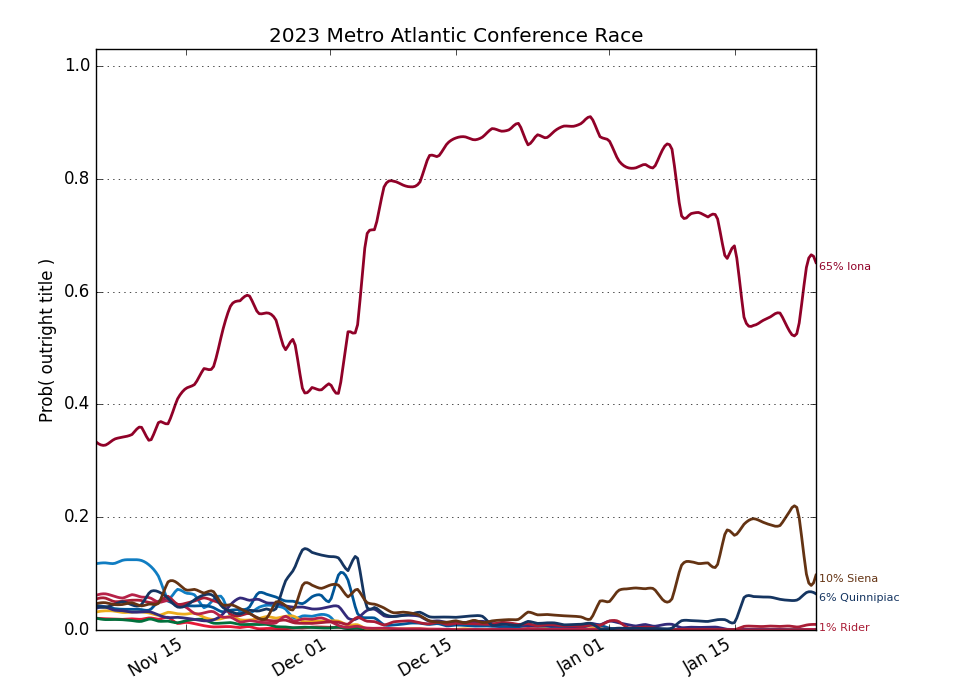 2023 Metro Atlantic Conference Race
1.0
0.8
0.6
0.4
0.2
0.0
Prob( outright title )
65% Iona
10% Siena
6% Quinnipiac
1% Rider
Nov 15
Dec 01
Dec 15
Jan 01
Jan 15